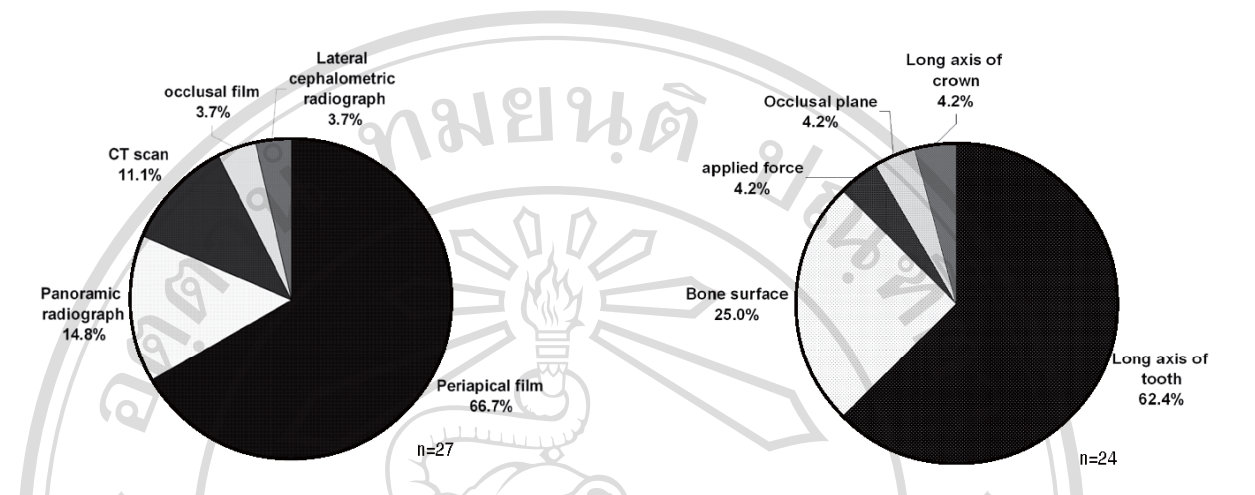 Lateral
cephalometric
radiograph
3.7%
occlusal film
3.7%
CT scan
11.1%
Panoramic
radiograph
14.8%
Periapical film
66.7%
n=27
Long axis of
crown
4.2%
Occlusal plane
4.2%
applied force
4.2%
Bone surface
25.0%
Long axis of
tooth
62.4%
n=24